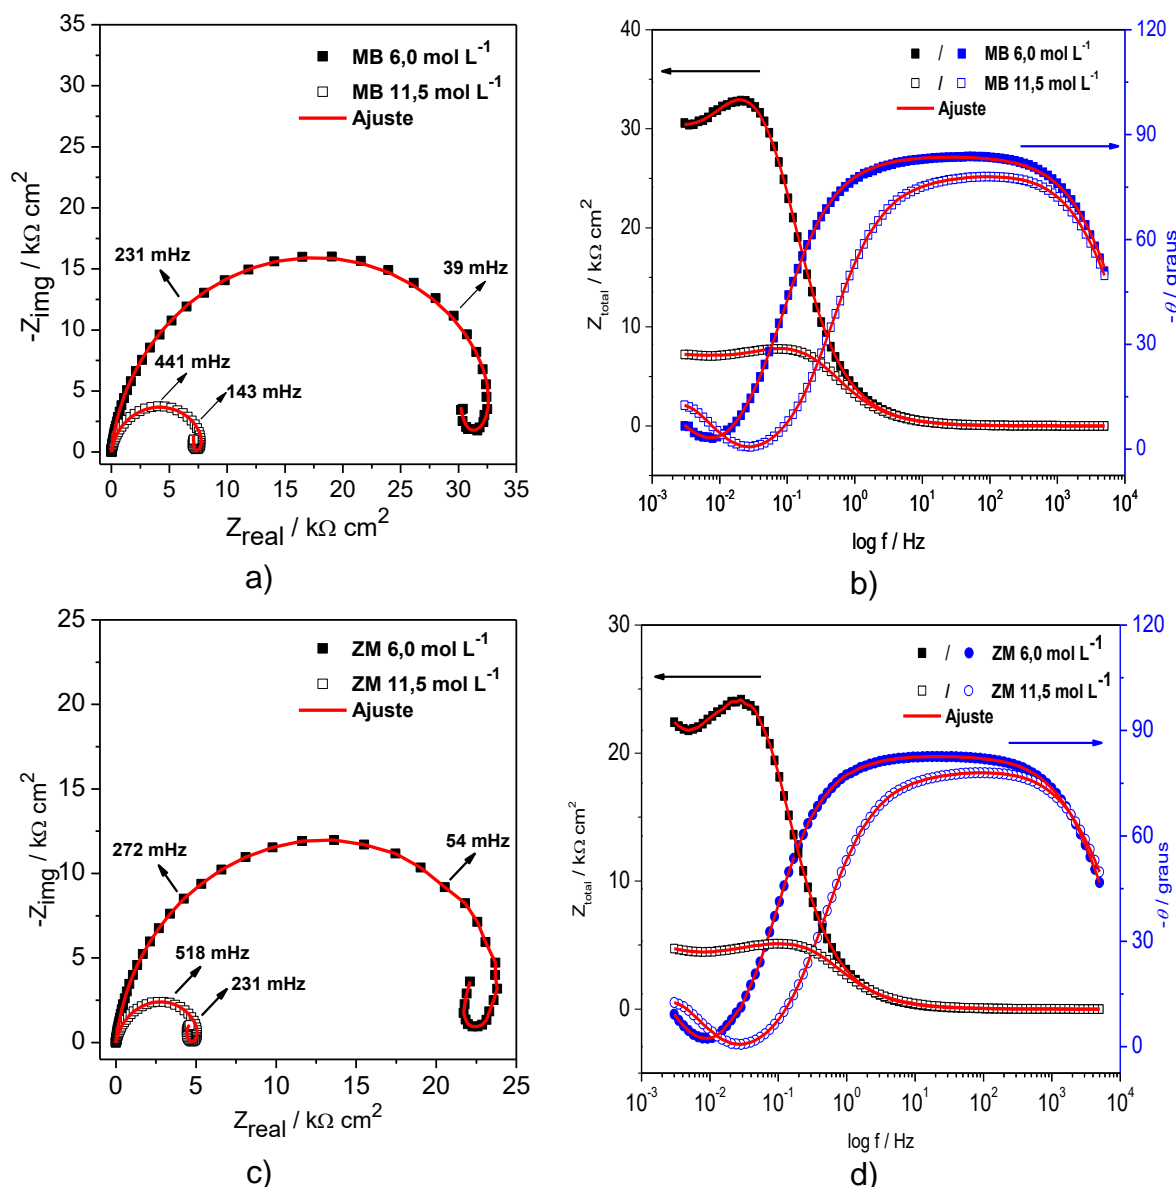 35
30
25
20
15
10
5
0
-Z_img / kΩ cm²
MB 6,0 mol L⁻¹
MB 11,5 mol L⁻¹
Ajuste
231 mHz
39 mHz
441 mHz
143 mHz
0 5 10 15 20 25 30 35
Z_real / kΩ cm²
a)
40
30
20
10
0
Z_total / kΩ cm²
/ MB 6,0 mol L⁻¹
/ MB 11,5 mol L⁻¹
Ajuste
120
90
60
30
0
-θ / graus
10⁻³ 10⁻² 10⁻¹ 10⁰ 10¹ 10² 10³ 10⁴
log f / Hz
b)
25
20
15
10
5
0
-Z_img / kΩ cm²
ZM 6,0 mol L⁻¹
ZM 11,5 mol L⁻¹
Ajuste
272 mHz
54 mHz
518 mHz
231 mHz
0 5 10 15 20 25
Z_real / kΩ cm²
c)
30
20
10
0
Z_total / kΩ cm²
/ ZM 6,0 mol L⁻¹
/ ZM 11,5 mol L⁻¹
Ajuste
120
90
60
30
0
-θ / graus
10⁻³ 10⁻² 10⁻¹ 10⁰ 10¹ 10² 10³ 10⁴
log f / Hz
d)